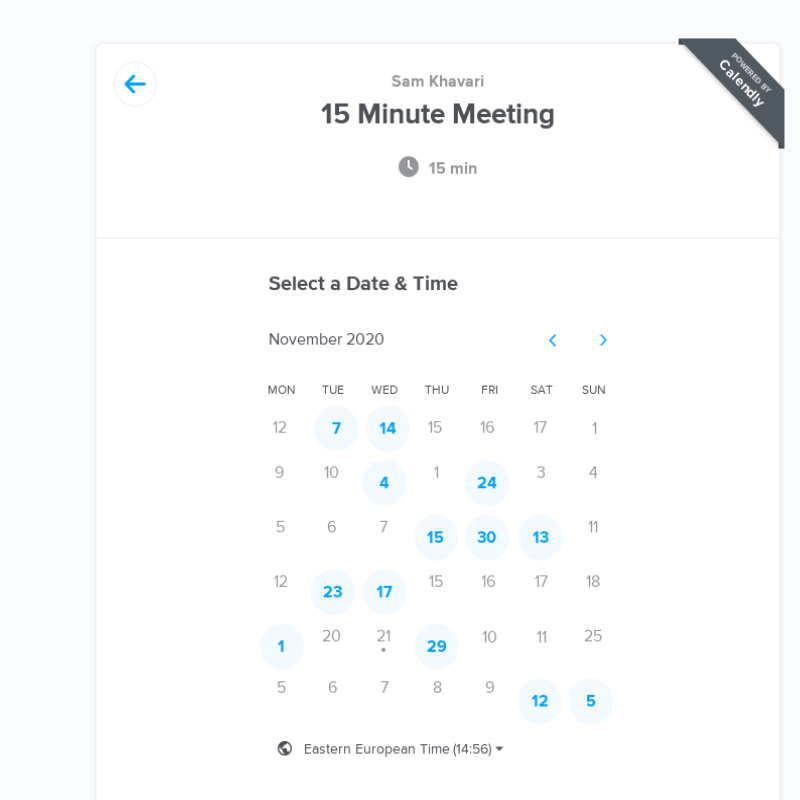 POWERED BY
Calendly
Sam Khavari
15 Minute Meeting
15 min
Select a Date & Time
November 2020
MON TUE WED THU FRI SAT SUN
12 7 14 15 16 17 1
9 10 4 1 24 3 4
5 6 7 15 30 13 11
12 23 17 15 16 17 18
1 20 21 29 10 11 25
5 6 7 8 9 12 5
Eastern European Time (14:56)